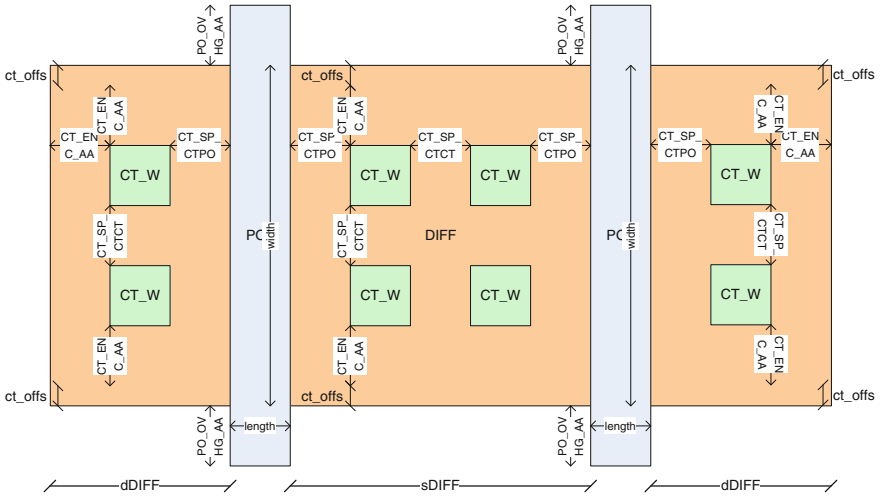 PO_OV
HG_AA
PO_OV
HG_AA
ct_offs
ct_offs
ct_offs
CT_EN
C_AA
CT_EN
C_AA
CT_EN
C_AA
CT_EN
C_AA
CT_SP_
CTPO
CT_SP_
CTPO
CT_SP_
CTCT
CT_SP_
CTPO
CT_SP_
CTPO
CT_EN
C_AA
CT_W
CT_W
CT_W
CT_W
CT_SP_
CTCT
PO
width
CT_SP_
CTCT
DIFF
PO
width
CT_SP_
CTCT
CT_W
CT_W
CT_W
CT_W
CT_EN
C_AA
CT_EN
C_AA
CT_EN
C_AA
ct_offs
ct_offs
ct_offs
PO_OV
HG_AA
length
PO_OV
HG_AA
length
dDIFF
sDIFF
dDIFF